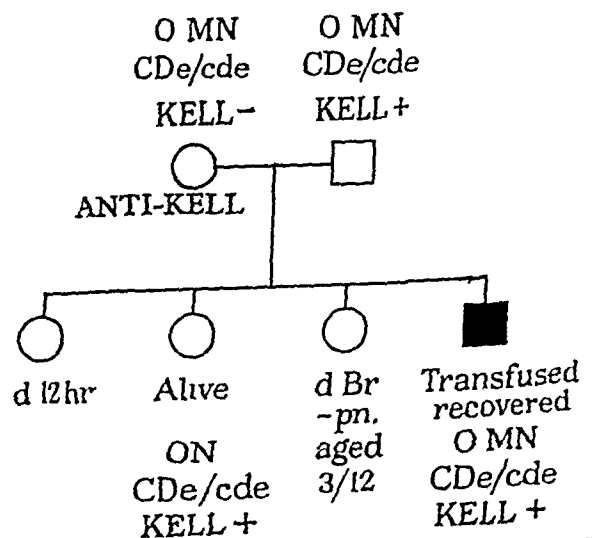 O MN
CDe/cde
KELL-
O MN
CDe/cde
KELL+
ANTI-KELL
d 12hr
Alive
ON
CDe/cde
KELL +
d Br
-pn.
aged
3/12
Transfused
recovered
O MN
CDe/cde
KELL +